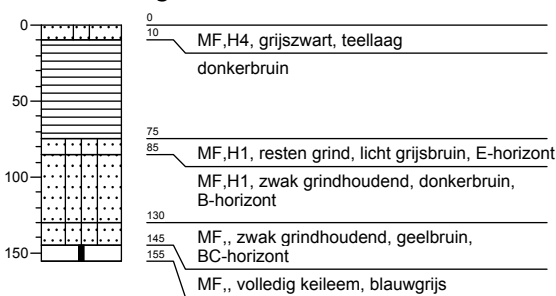 0
0
10
MF,H4, grijszwart, teellaag
donkerbruin
50
75
85
MF,H1, resten grind, licht grijsbruin, E-horizont
100
MF,H1, zwak grindhoudend, donkerbruin,
B-horizont
130
145
MF,, zwak grindhoudend, geelbruin,
BC-horizont
150
155
MF,, volledig keileem, blauwgrijs